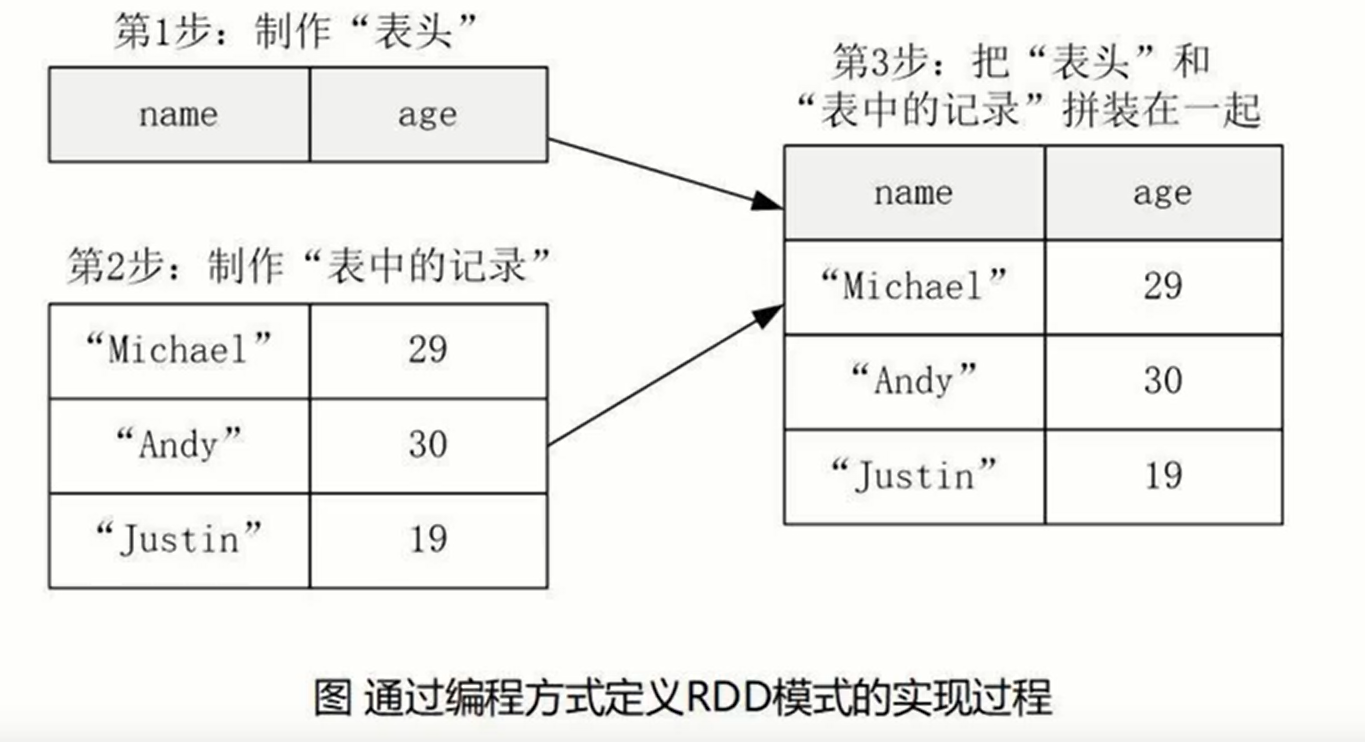 第1步：制作“表头”
name age
第2步：制作“表中的记录”
“Michael” 29
“Andy” 30
“Justin” 19
第3步：把“表头”和
“表中的记录”拼装在一起
name age
“Michael” 29
“Andy” 30
“Justin” 19
图 通过编程方式定义RDD模式的实现过程